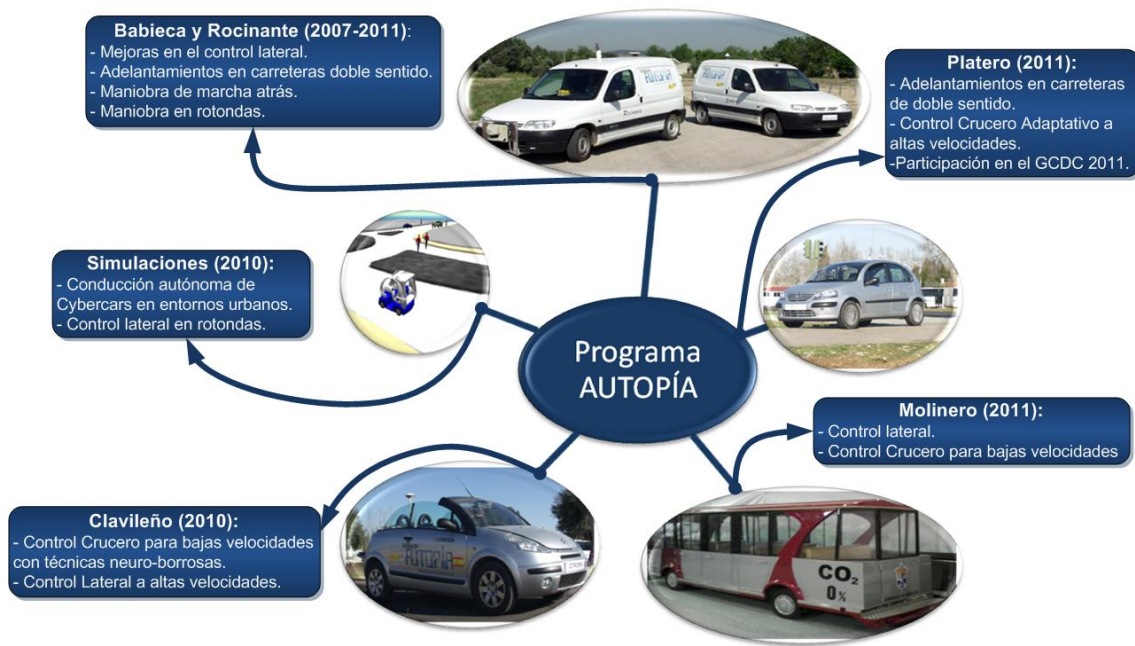 Babieca y Rocinante (2007-2011):
- Mejoras en el control lateral.
- Adelantamientos en carreteras doble sentido.
- Maniobra de marcha atrás.
- Maniobra en rotondas.
AUTOPÍA
Rocinante
Platero (2011):
- Adelantamientos en carreteras
de doble sentido.
- Control Crucero Adaptativo a
altas velocidades.
-Participación en el GCDC 2011.
Simulaciones (2010):
- Conducción autónoma de
Cybercars en entornos urbanos.
- Control lateral en rotondas.
Programa
AUTOPÍA
Molinero (2011):
- Control lateral.
- Control Crucero para bajas velocidades
Clavileño (2010):
- Control Crucero para bajas velocidades
con técnicas neuro-borrosas.
- Control Lateral a altas velocidades.
AUTOPÍA
CO2
0%